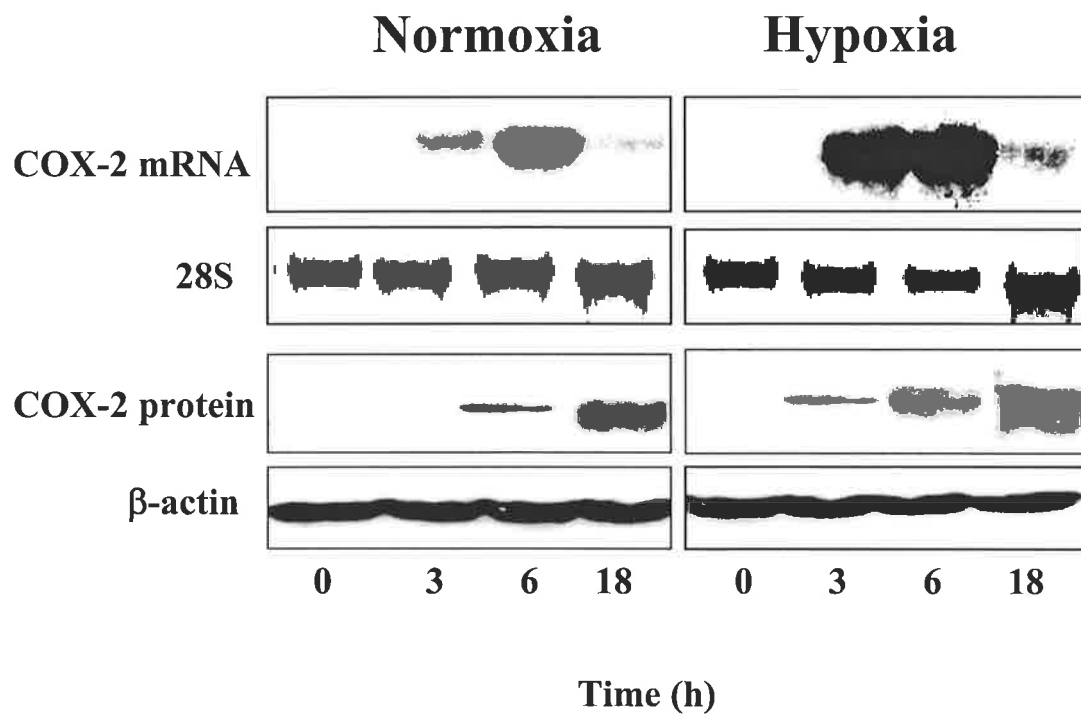 Normoxia Hypoxia
COX-2 mRNA
28S
COX-2 protein
β-actin
0 3 6 18 0 3 6 18
Time (h)